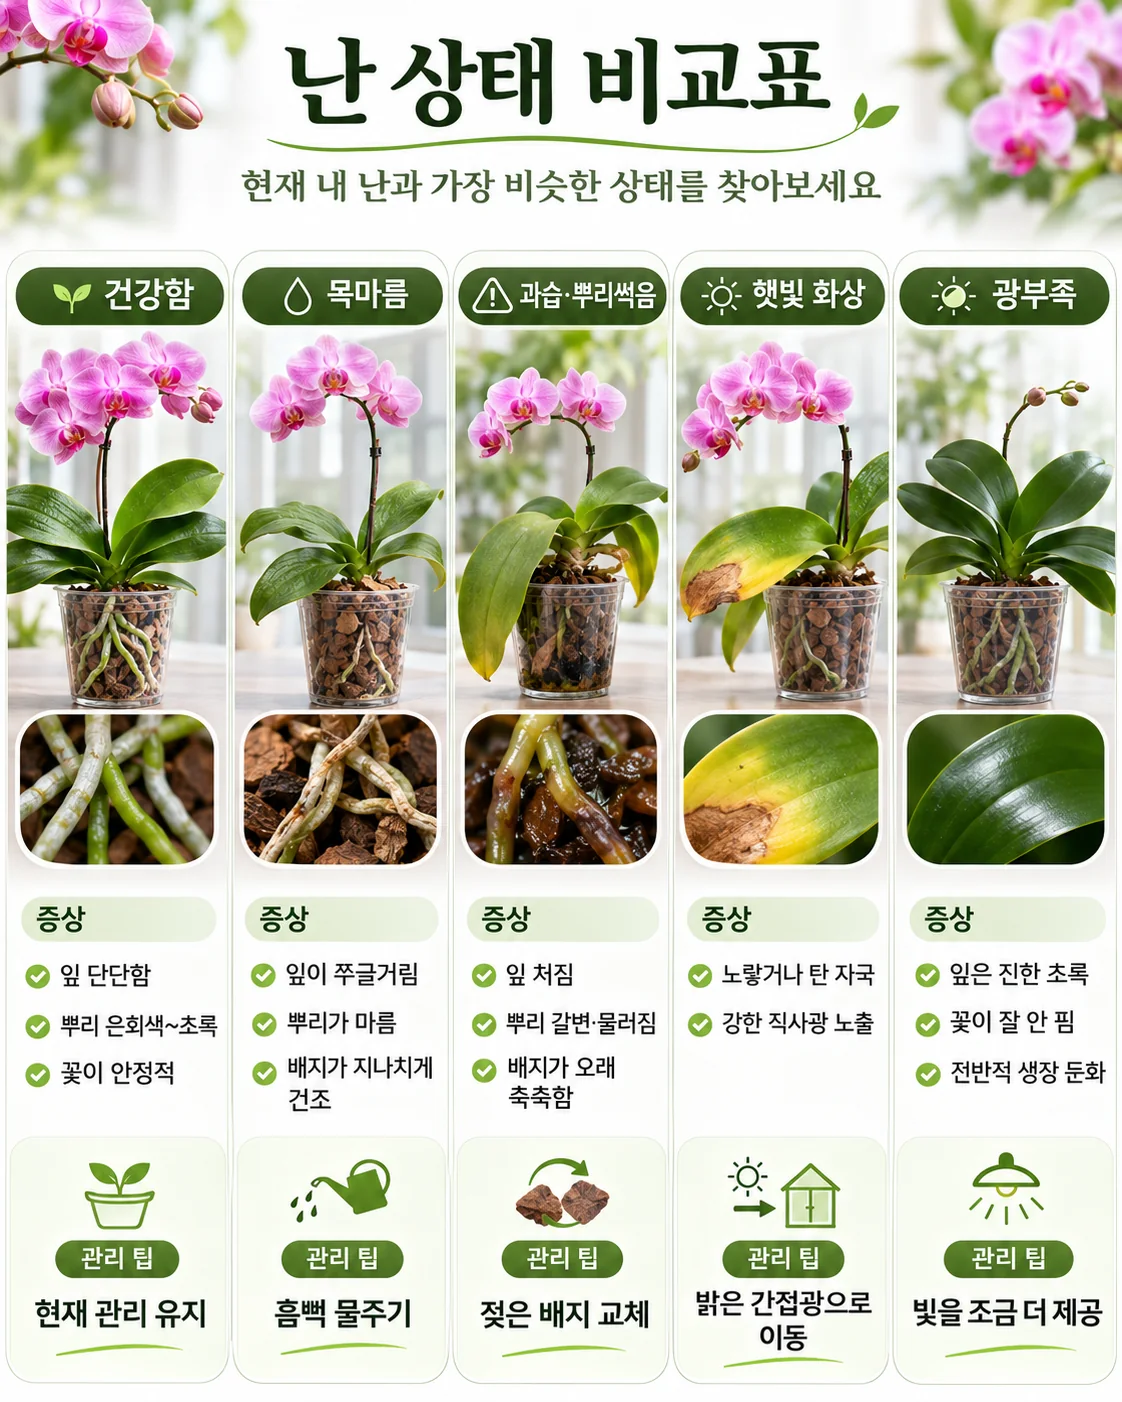 난 상태 비교표
현재 내 난과 가장 비슷한 상태를 찾아보세요
건강함
증상
잎 단단함
뿌리 은회색~초록
꽃이 안정적
관리 팁
현재 관리 유지
목마름
증상
잎이 쭈글거림
뿌리가 마름
배지가 지나치게
건조
관리 팁
흠뻑 물주기
과습·뿌리썩음
증상
잎 처짐
뿌리 갈변·물러짐
배지가 오래
축축함
관리 팁
젖은 배지 교체
햇빛 화상
증상
노랗거나 탄 자국
강한 직사광 노출
관리 팁
밝은 간접광으로
이동
광부족
증상
잎은 진한 초록
꽃이 잘 안 핌
전반적 생장 둔화
관리 팁
빛을 조금 더 제공